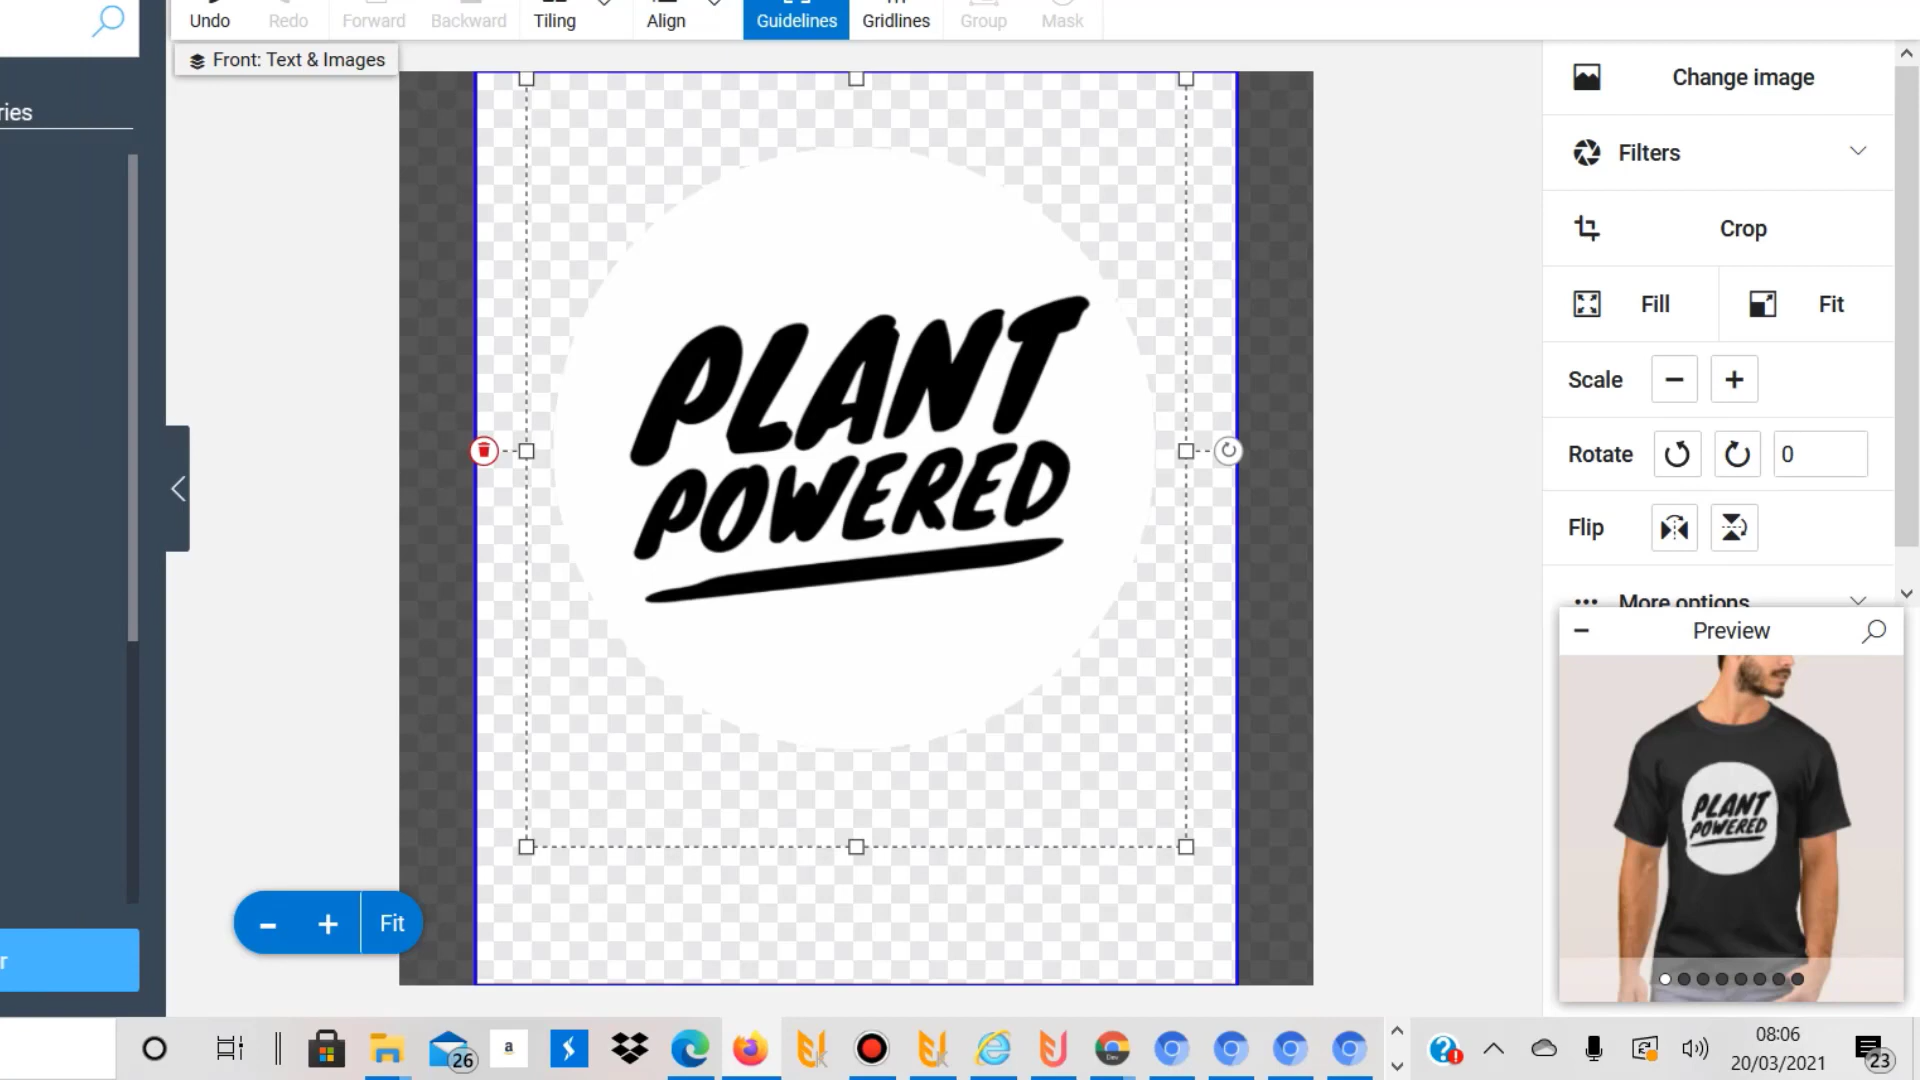 Undo Redo Forward Backward Tiling Align Guidelines Gridlines Group Mask
Front: Text & Images
ries
Change image
Filters
Crop
Fill Fit
Scale
Rotate 0
Flip
More options
PLANT
POWERED
Preview
PLANT
POWERED
- + Fit
r
26
a
Dev
08:06
20/03/2021
23